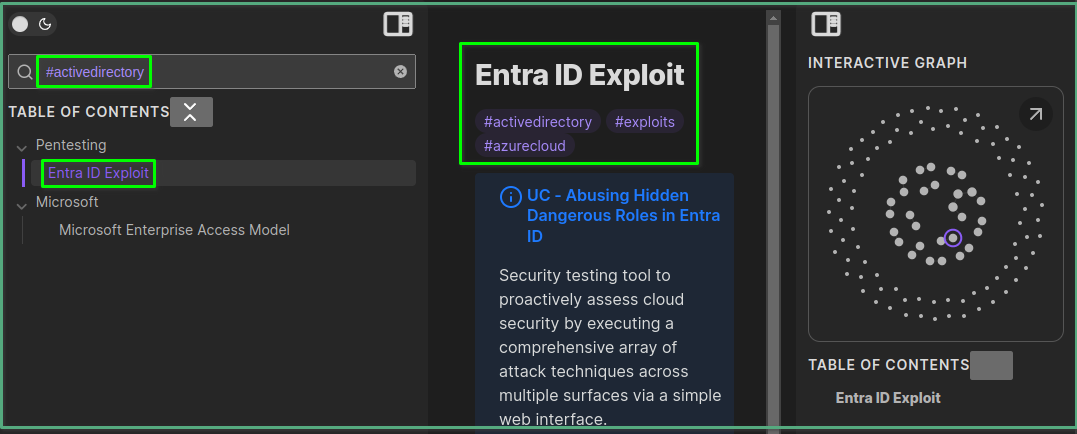 #activedirectory
TABLE OF CONTENTS
Pentesting
Entra ID Exploit
Microsoft
Microsoft Enterprise Access Model
Entra ID Exploit
#activedirectory #exploits
#azurecloud
UC - Abusing Hidden
Dangerous Roles in Entra
ID
Security testing tool to
proactively assess cloud
security by executing a
comprehensive array of
attack techniques across
multiple surfaces via a simple
web interface.
INTERACTIVE GRAPH
TABLE OF CONTENTS
Entra ID Exploit